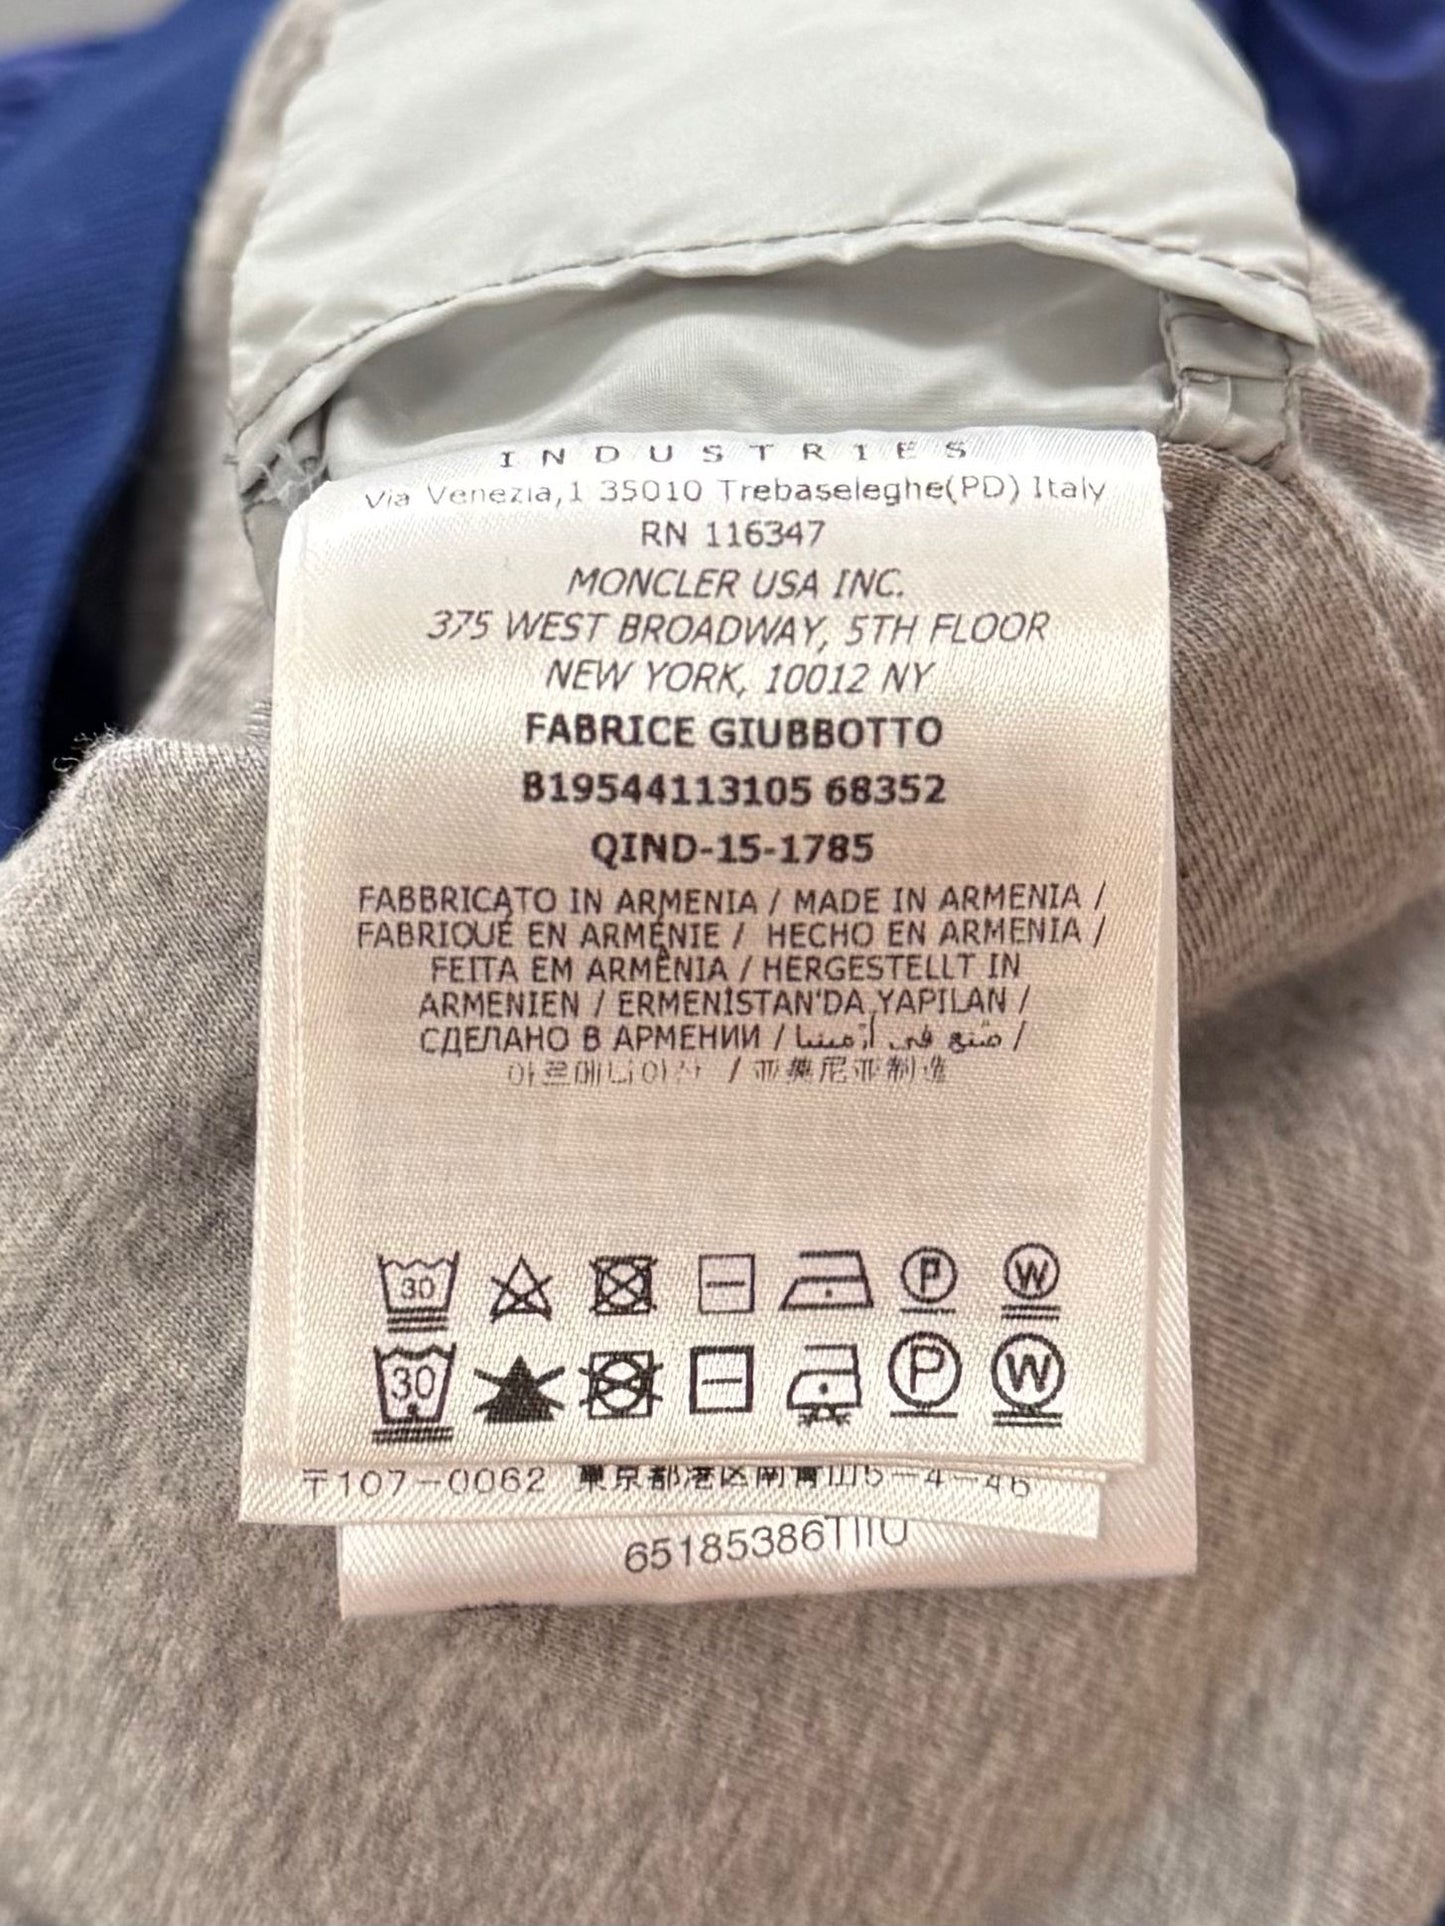 INDUSTRIES
Via Venezia,1 35010 Trebaseleghe(PD) Italy
RN 116347
MONCLER USA INC.
375 WEST BROADWAY, 5TH FLOOR
NEW YORK, 10012 NY
FABRICE GIUBBOTTO
B19544113105 68352
QIND-15-1785
FABBRICATO IN ARMENIA / MADE IN ARMENIA /
FABRIQUÉ EN ARMÉNIE / HECHO EN ARMENIA /
FEITA EM ARMÊNIA / HERGESTELLT IN
ARMENIEN / ERMENİSTAN'DA YAPILAN /
СДЕЛАНО В АРМЕНИИ / صنع في أرمينيا /
아르메니아산 / 亚美尼亚制造
30 P W
30 P W
〒107-0062 東京都港区南青山5-4-46
65185386